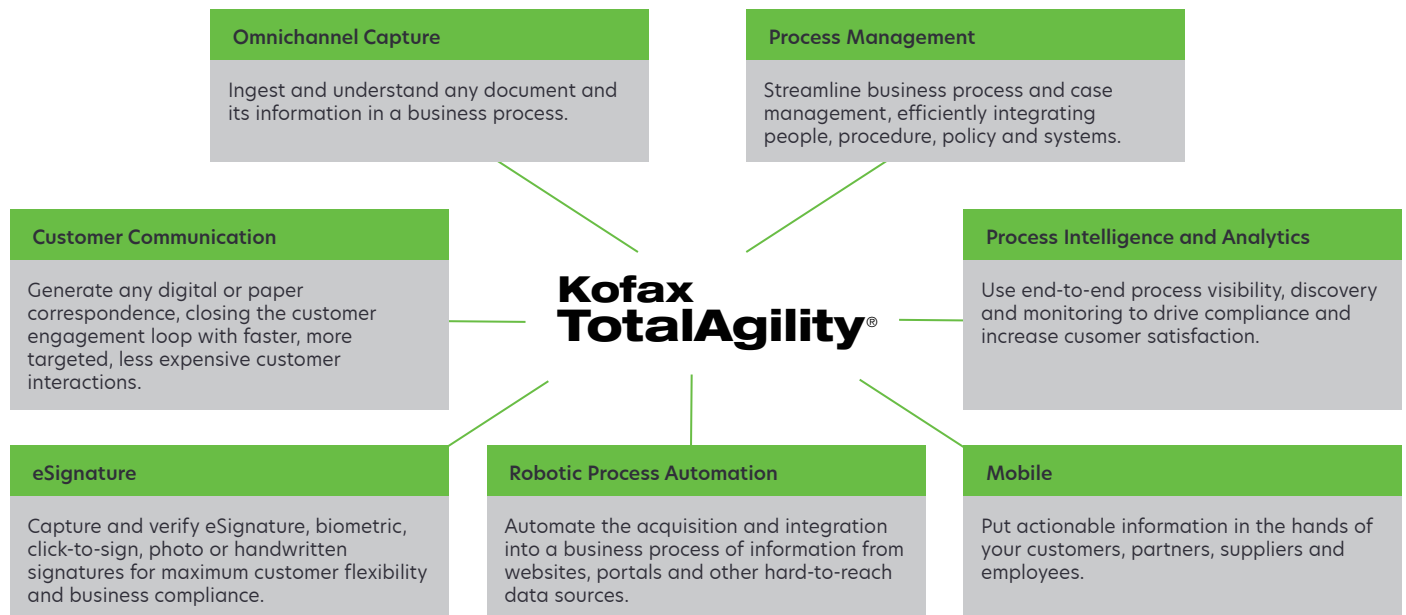 Omnichannel Capture
Ingest and understand any document and
its information in a business process.
Process Management
Streamline business process and case
management, efficiently integrating
people, procedure, policy and systems.
Customer Communication
Generate any digital or paper
correspondence, closing the customer
engagement loop with faster, more
targeted, less expensive customer
interactions.
Kofax
TotalAgility®
Process Intelligence and Analytics
Use end-to-end process visibility, discovery
and monitoring to drive compliance and
increase cusomer satisfaction.
eSignature
Capture and verify eSignature, biometric,
click-to-sign, photo or handwritten
signatures for maximum customer flexibility
and business compliance.
Robotic Process Automation
Automate the acquisition and integration
into a business process of information from
websites, portals and other hard-to-reach
data sources.
Mobile
Put actionable information in the hands of
your customers, partners, suppliers and
employees.